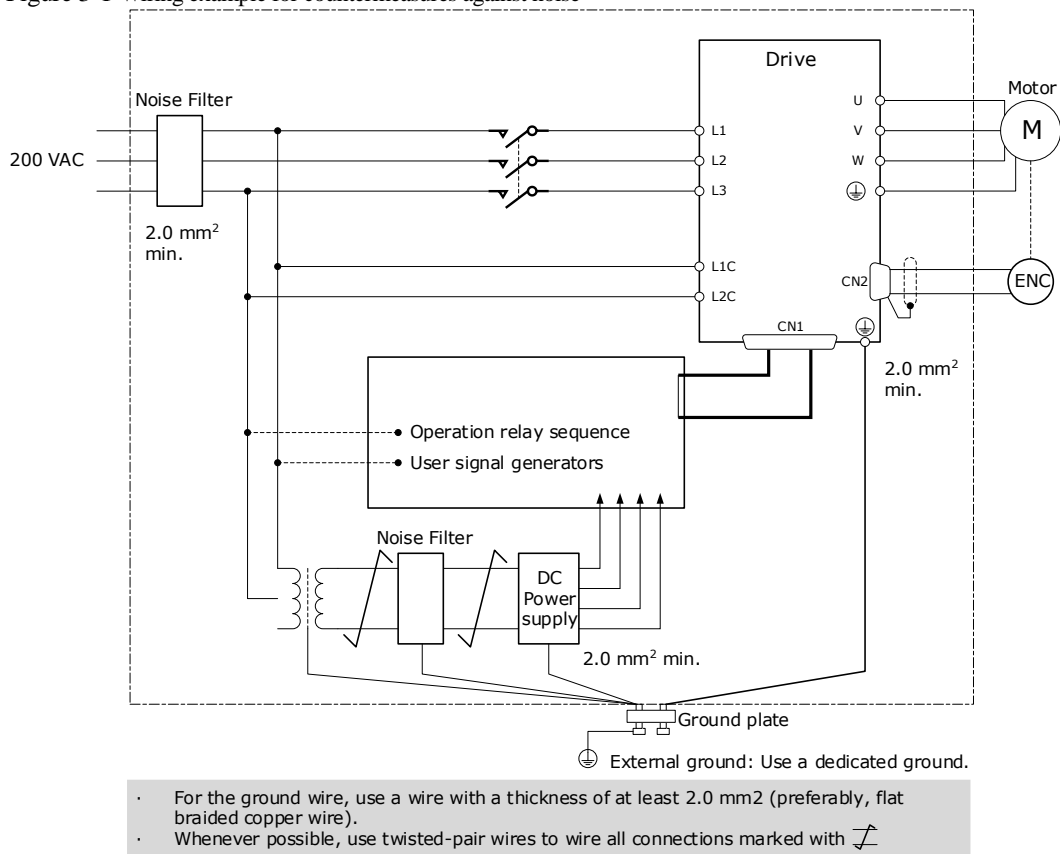 Figure 3-1 Wiring example for countermeasures against noise
Drive
Noise Filter
Motor
U
V
W
M
200 VAC
L1
L2
L3
2.0 mm²
min.
L1C
L2C
CN2
ENC
CN1
2.0 mm²
min.
Operation relay sequence
User signal generators
Noise Filter
DC
Power
supply
2.0 mm² min.
Ground plate
External ground: Use a dedicated ground.
· For the ground wire, use a wire with a thickness of at least 2.0 mm2 (preferably, flat
braided copper wire).
· Whenever possible, use twisted-pair wires to wire all connections marked with